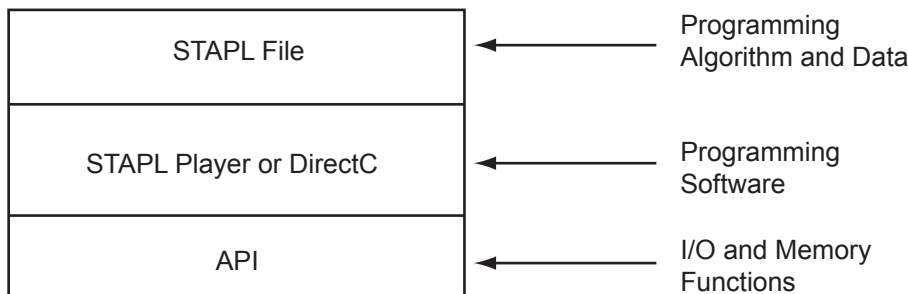 STAPL File
Programming
Algorithm and Data
STAPL Player or DirectC
Programming
Software
API
I/O and Memory
Functions